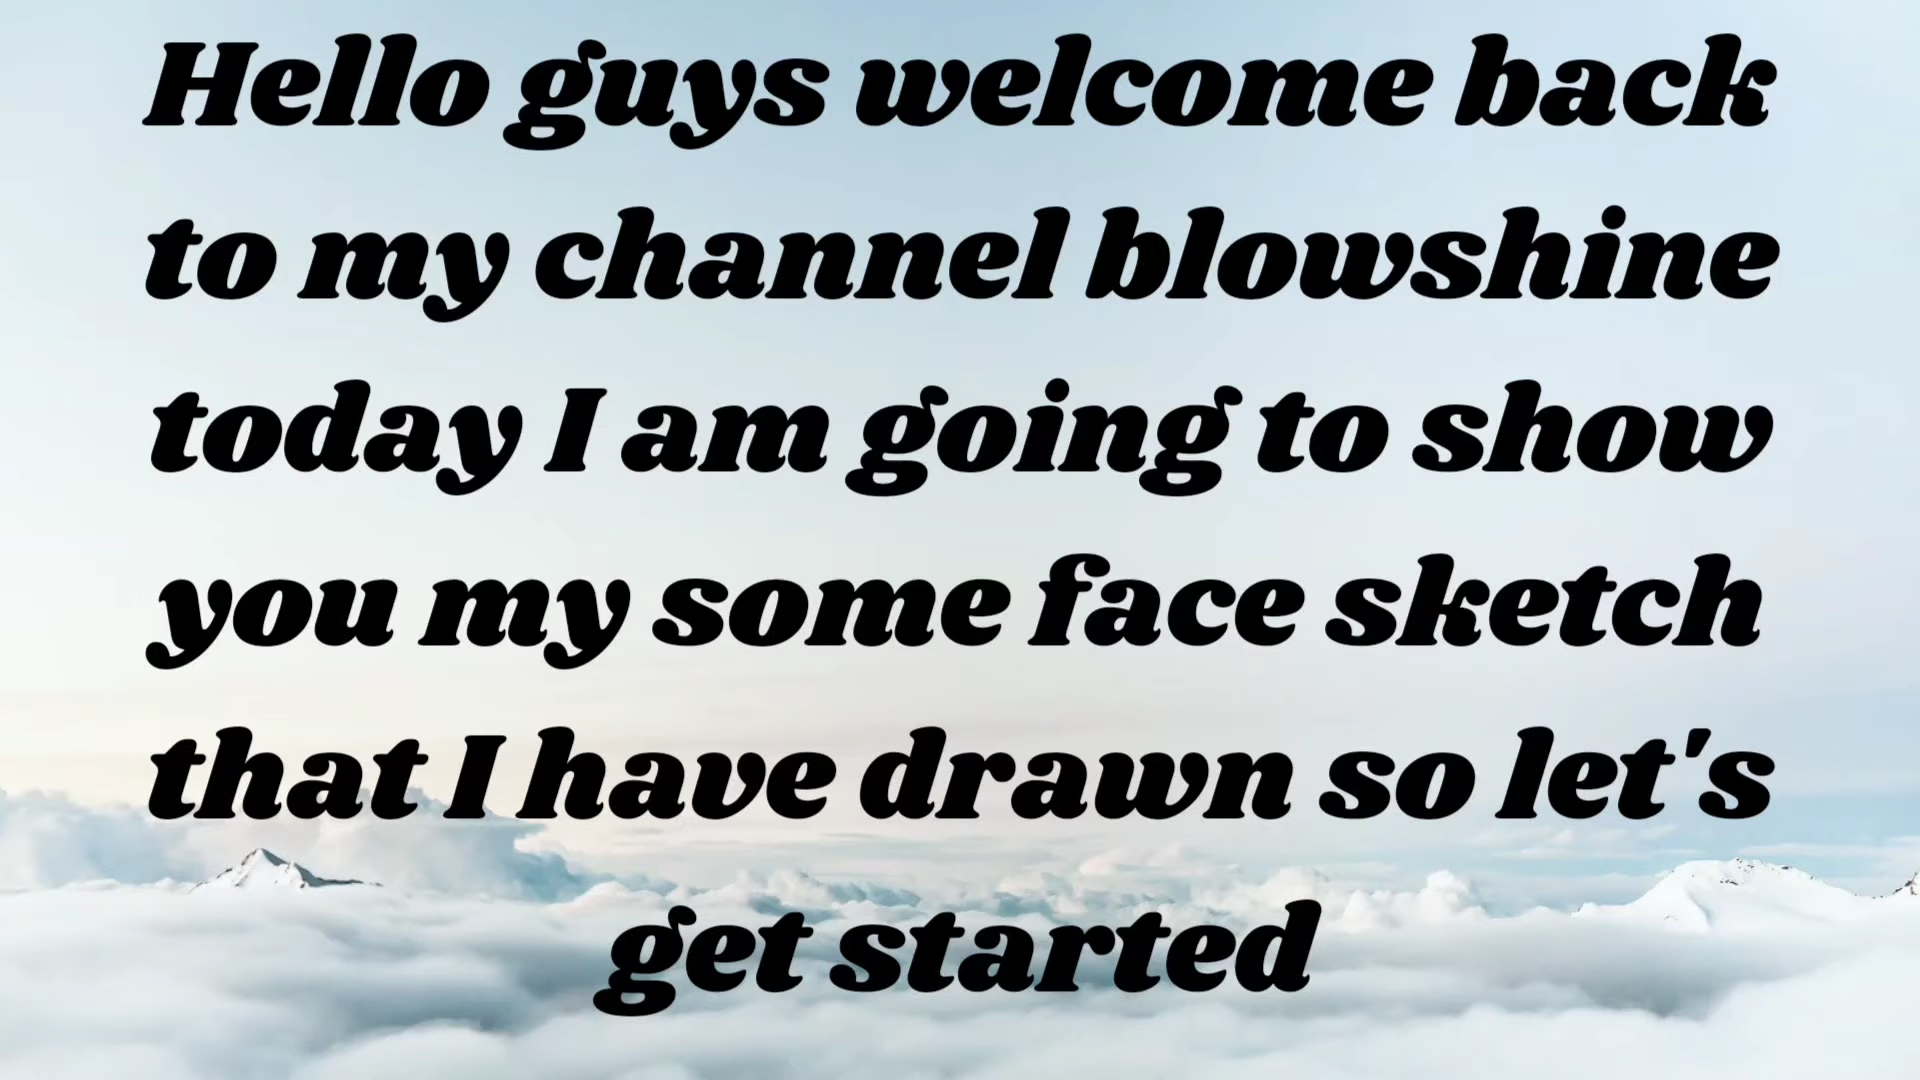 Hello guys welcome back
to my channel blowshine
today I am going to show
you my some face sketch
that I have drawn so let's
get started